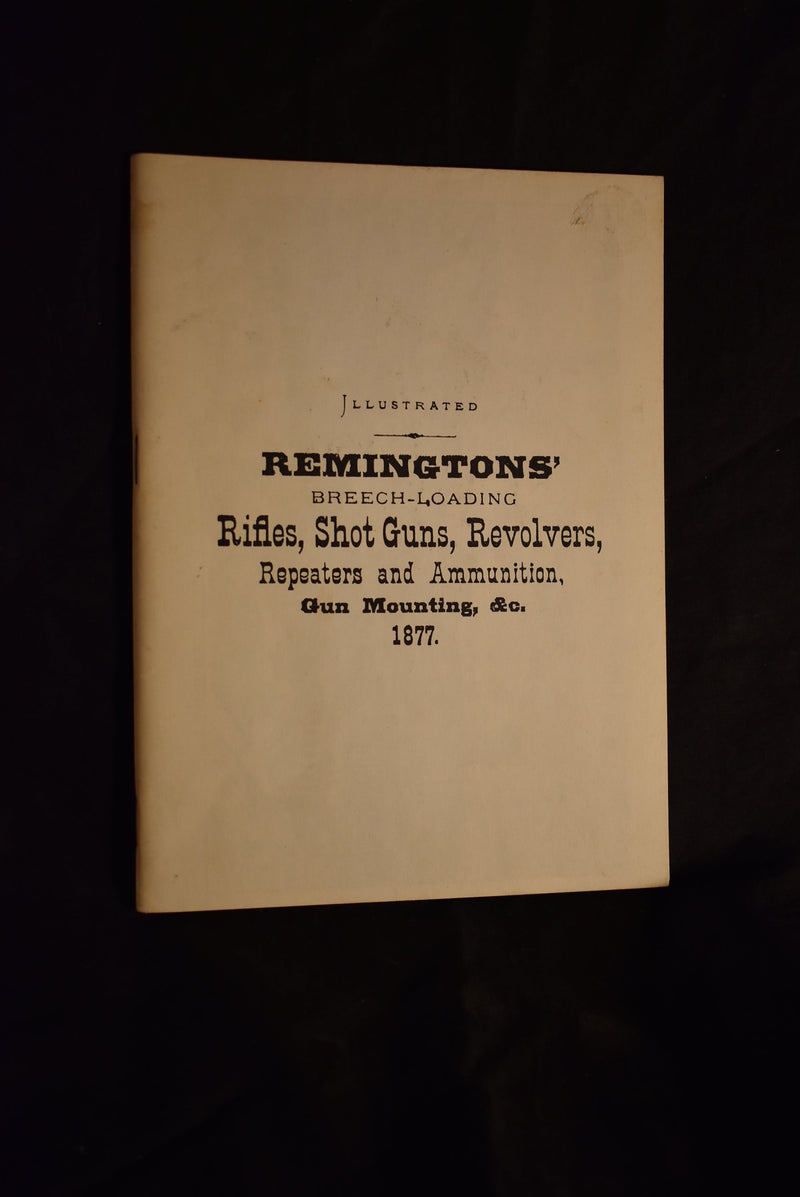 ILLUSTRATED
REMINGTONS'
BREECH-LOADING
Rifles, Shot Guns, Revolvers,
Repeaters and Ammunition,
Gun Mounting, &c.
1877.